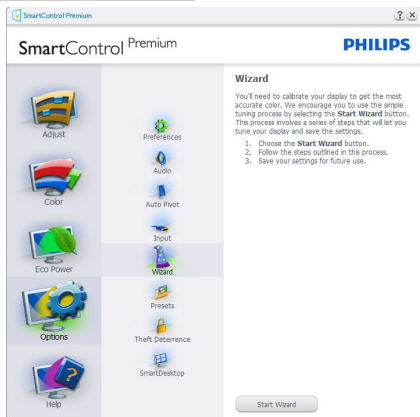 SmartControl Premium
SmartControl Premium
PHILIPS
Adjust
Color
Eco Power
Options
Help
Preferences
Audio
Auto Pivot
Input
Wizard
Presets
Theft Deterrence
SmartDesktop
Wizard
You'll need to calibrate your display to get the most
accurate color. We encourage you to use the simple
tuning process by selecting the Start Wizard button.
This process involves a series of steps that will let you
tune your display and save the settings.
1. Choose the Start Wizard button.
2. Follow the steps outlined in this process.
3. Save your settings for future use.
Start Wizard